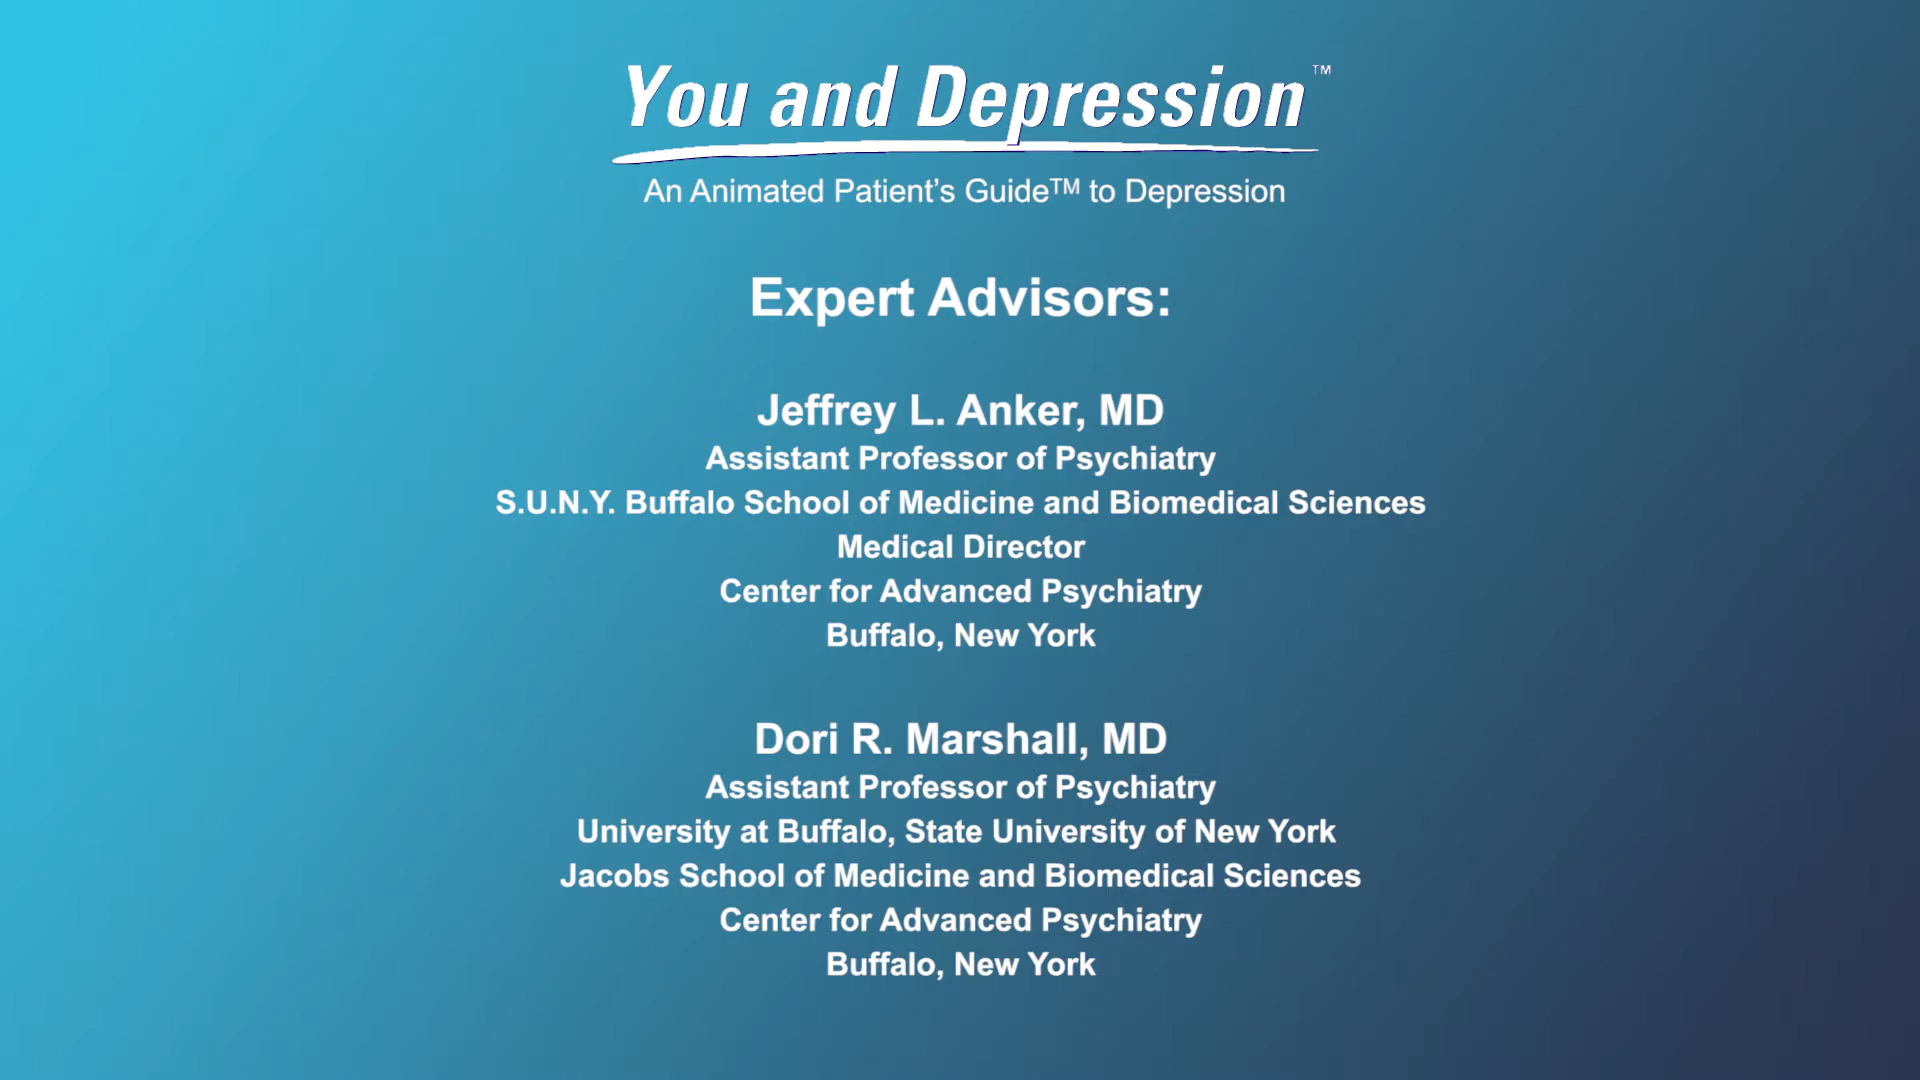 You and Depression™
An Animated Patient’s Guide™ to Depression
Expert Advisors:
Jeffrey L. Anker, MD
Assistant Professor of Psychiatry
S.U.N.Y. Buffalo School of Medicine and Biomedical Sciences
Medical Director
Center for Advanced Psychiatry
Buffalo, New York
Dori R. Marshall, MD
Assistant Professor of Psychiatry
University at Buffalo, State University of New York
Jacobs School of Medicine and Biomedical Sciences
Center for Advanced Psychiatry
Buffalo, New York